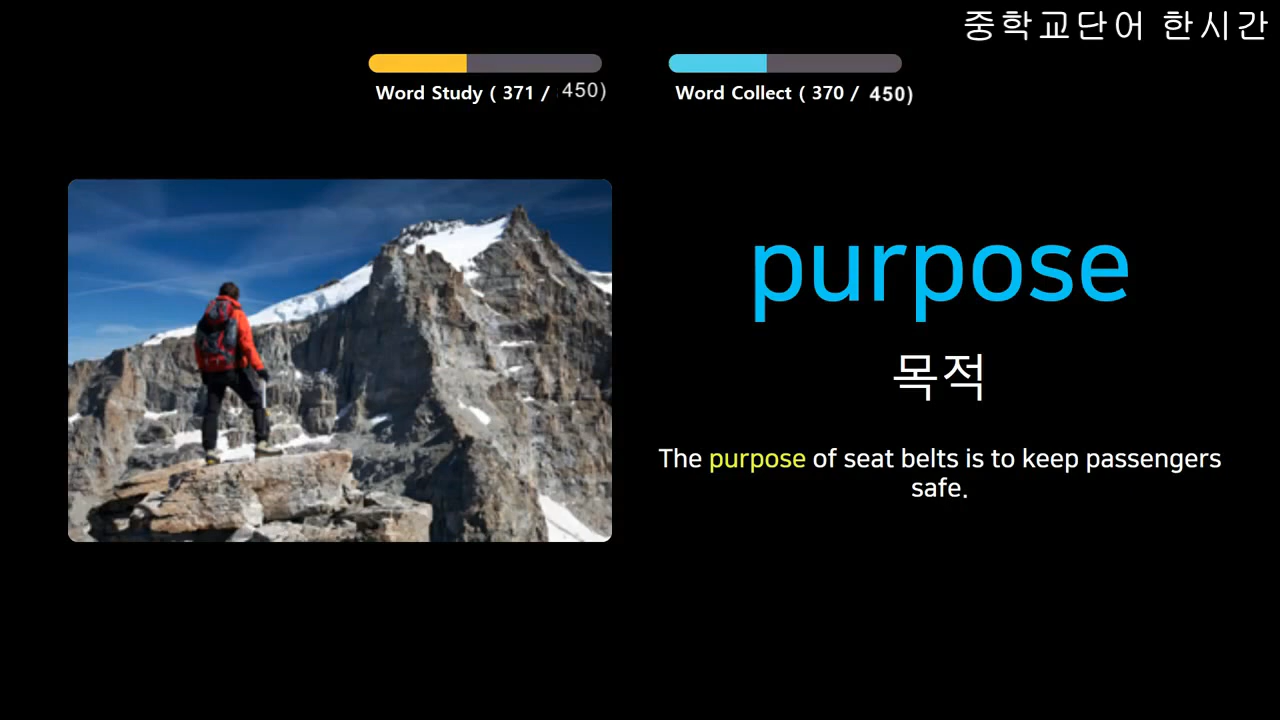 중학교단어 한시간
Word Study ( 371 / 450)
Word Collect ( 370 / 450)
purpose
목적
The purpose of seat belts is to keep passengers
safe.